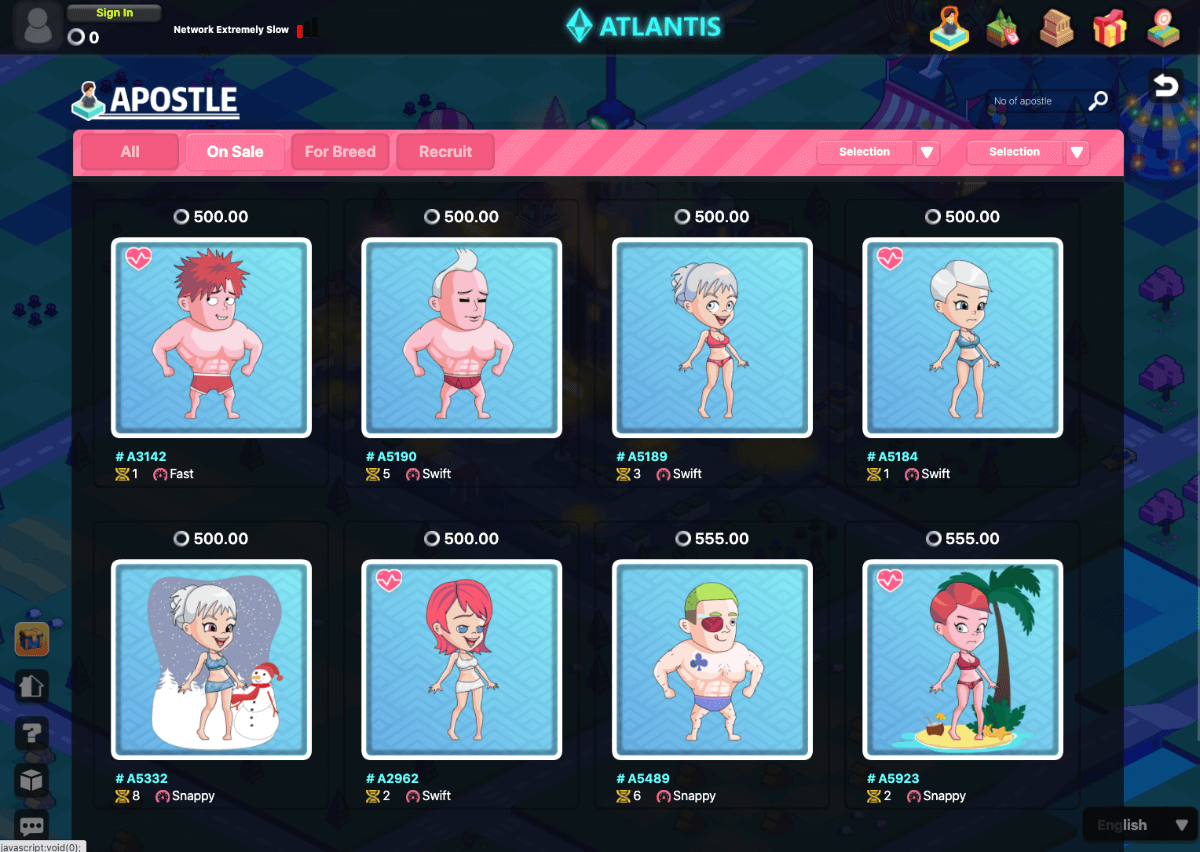 Sign In
0
Network Extremely Slow
ATLANTIS
APOSTLE
No of apostle
All
On Sale
For Breed
Recruit
Selection
Selection
500.00
500.00
500.00
500.00
# A3142
1 Fast
# A5190
5 Swift
# A5189
3 Swift
# A5184
1 Swift
500.00
500.00
555.00
555.00
# A5332
8 Snappy
# A2962
2 Swift
# A5489
6 Snappy
# A5923
2 Snappy
?
English
javascript:void(0);